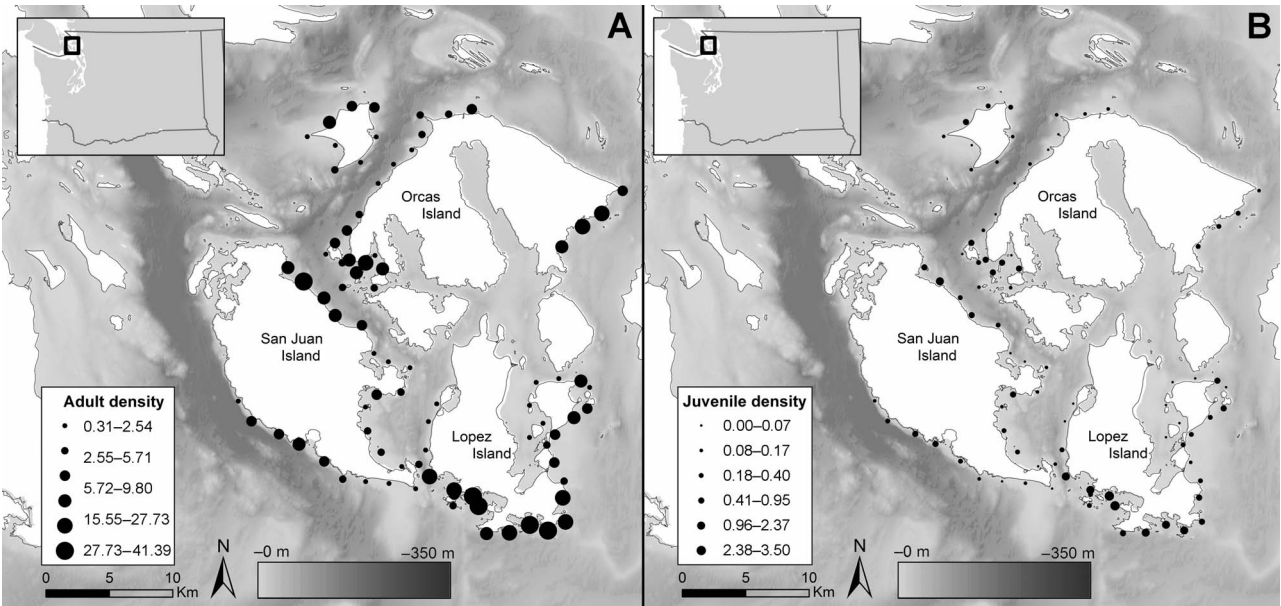 A
Orcas
Island
San Juan
Island
Lopez
Island
Adult density
0.31–2.54
2.55–5.71
5.72–9.80
15.55–27.73
27.73–41.39
0 5 10
Km
N
–0 m –350 m
B
Orcas
Island
San Juan
Island
Lopez
Island
Juvenile density
0.00–0.07
0.08–0.17
0.18–0.40
0.41–0.95
0.96–2.37
2.38–3.50
0 5 10
Km
N
–0 m –350 m